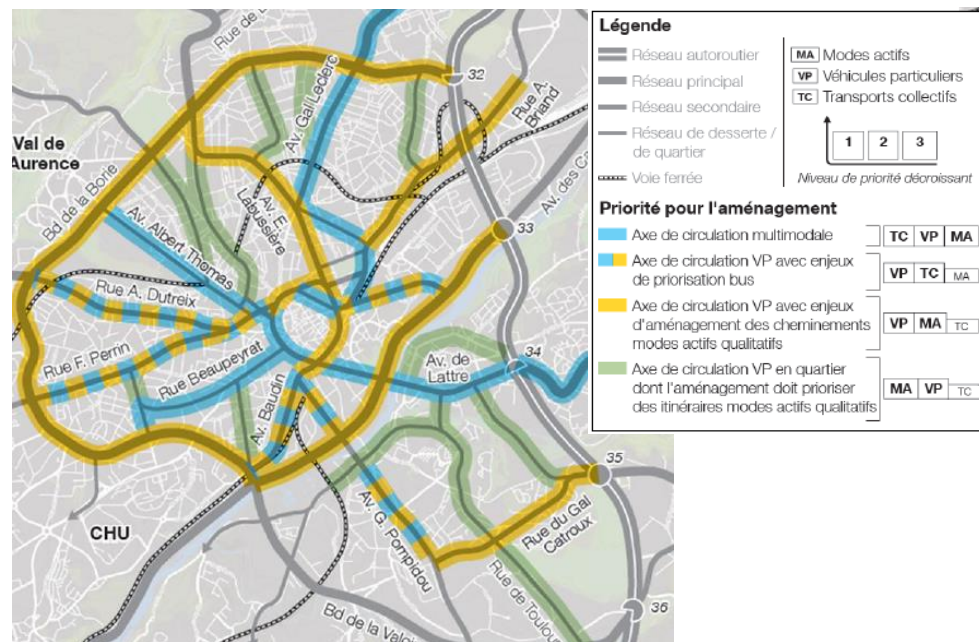 Rue de
32
Av. Gal Leclerc
Rue A.
Briand
Val de
Aurence
Bd de la Borie
Av. E.
Labussière
Av. des
33
Av. Albert Thomas
Rue A. Dutreix
Rue F. Perrin
Rue Beaupeyrat
Av. de
Lattre
34
Av. Baudin
35
CHU
Av. G. Pompidou
Rue du Gal
Catroux
Rue de Toulou
Bd de la Valoi
36
Légende
Réseau autoroutier
Réseau principal
Réseau secondaire
Réseau de desserte /
de quartier
Voie ferrée
MA Modes actifs
VP Véhicules particuliers
TC Transports collectifs
1 2 3
Niveau de priorité décroissant
Priorité pour l'aménagement
Axe de circulation multimodale
TC VP MA
Axe de circulation VP avec enjeux
de priorisation bus
VP TC MA
Axe de circulation VP avec enjeux
d'aménagement des cheminements
modes actifs qualitatifs
VP MA TC
Axe de circulation VP en quartier
dont l'aménagement doit prioriser
des itinéraires modes actifs qualitatifs
MA VP TC